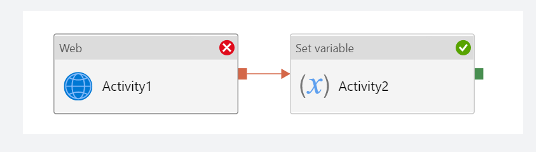 Web
Activity1
Set variable
(x) Activity2